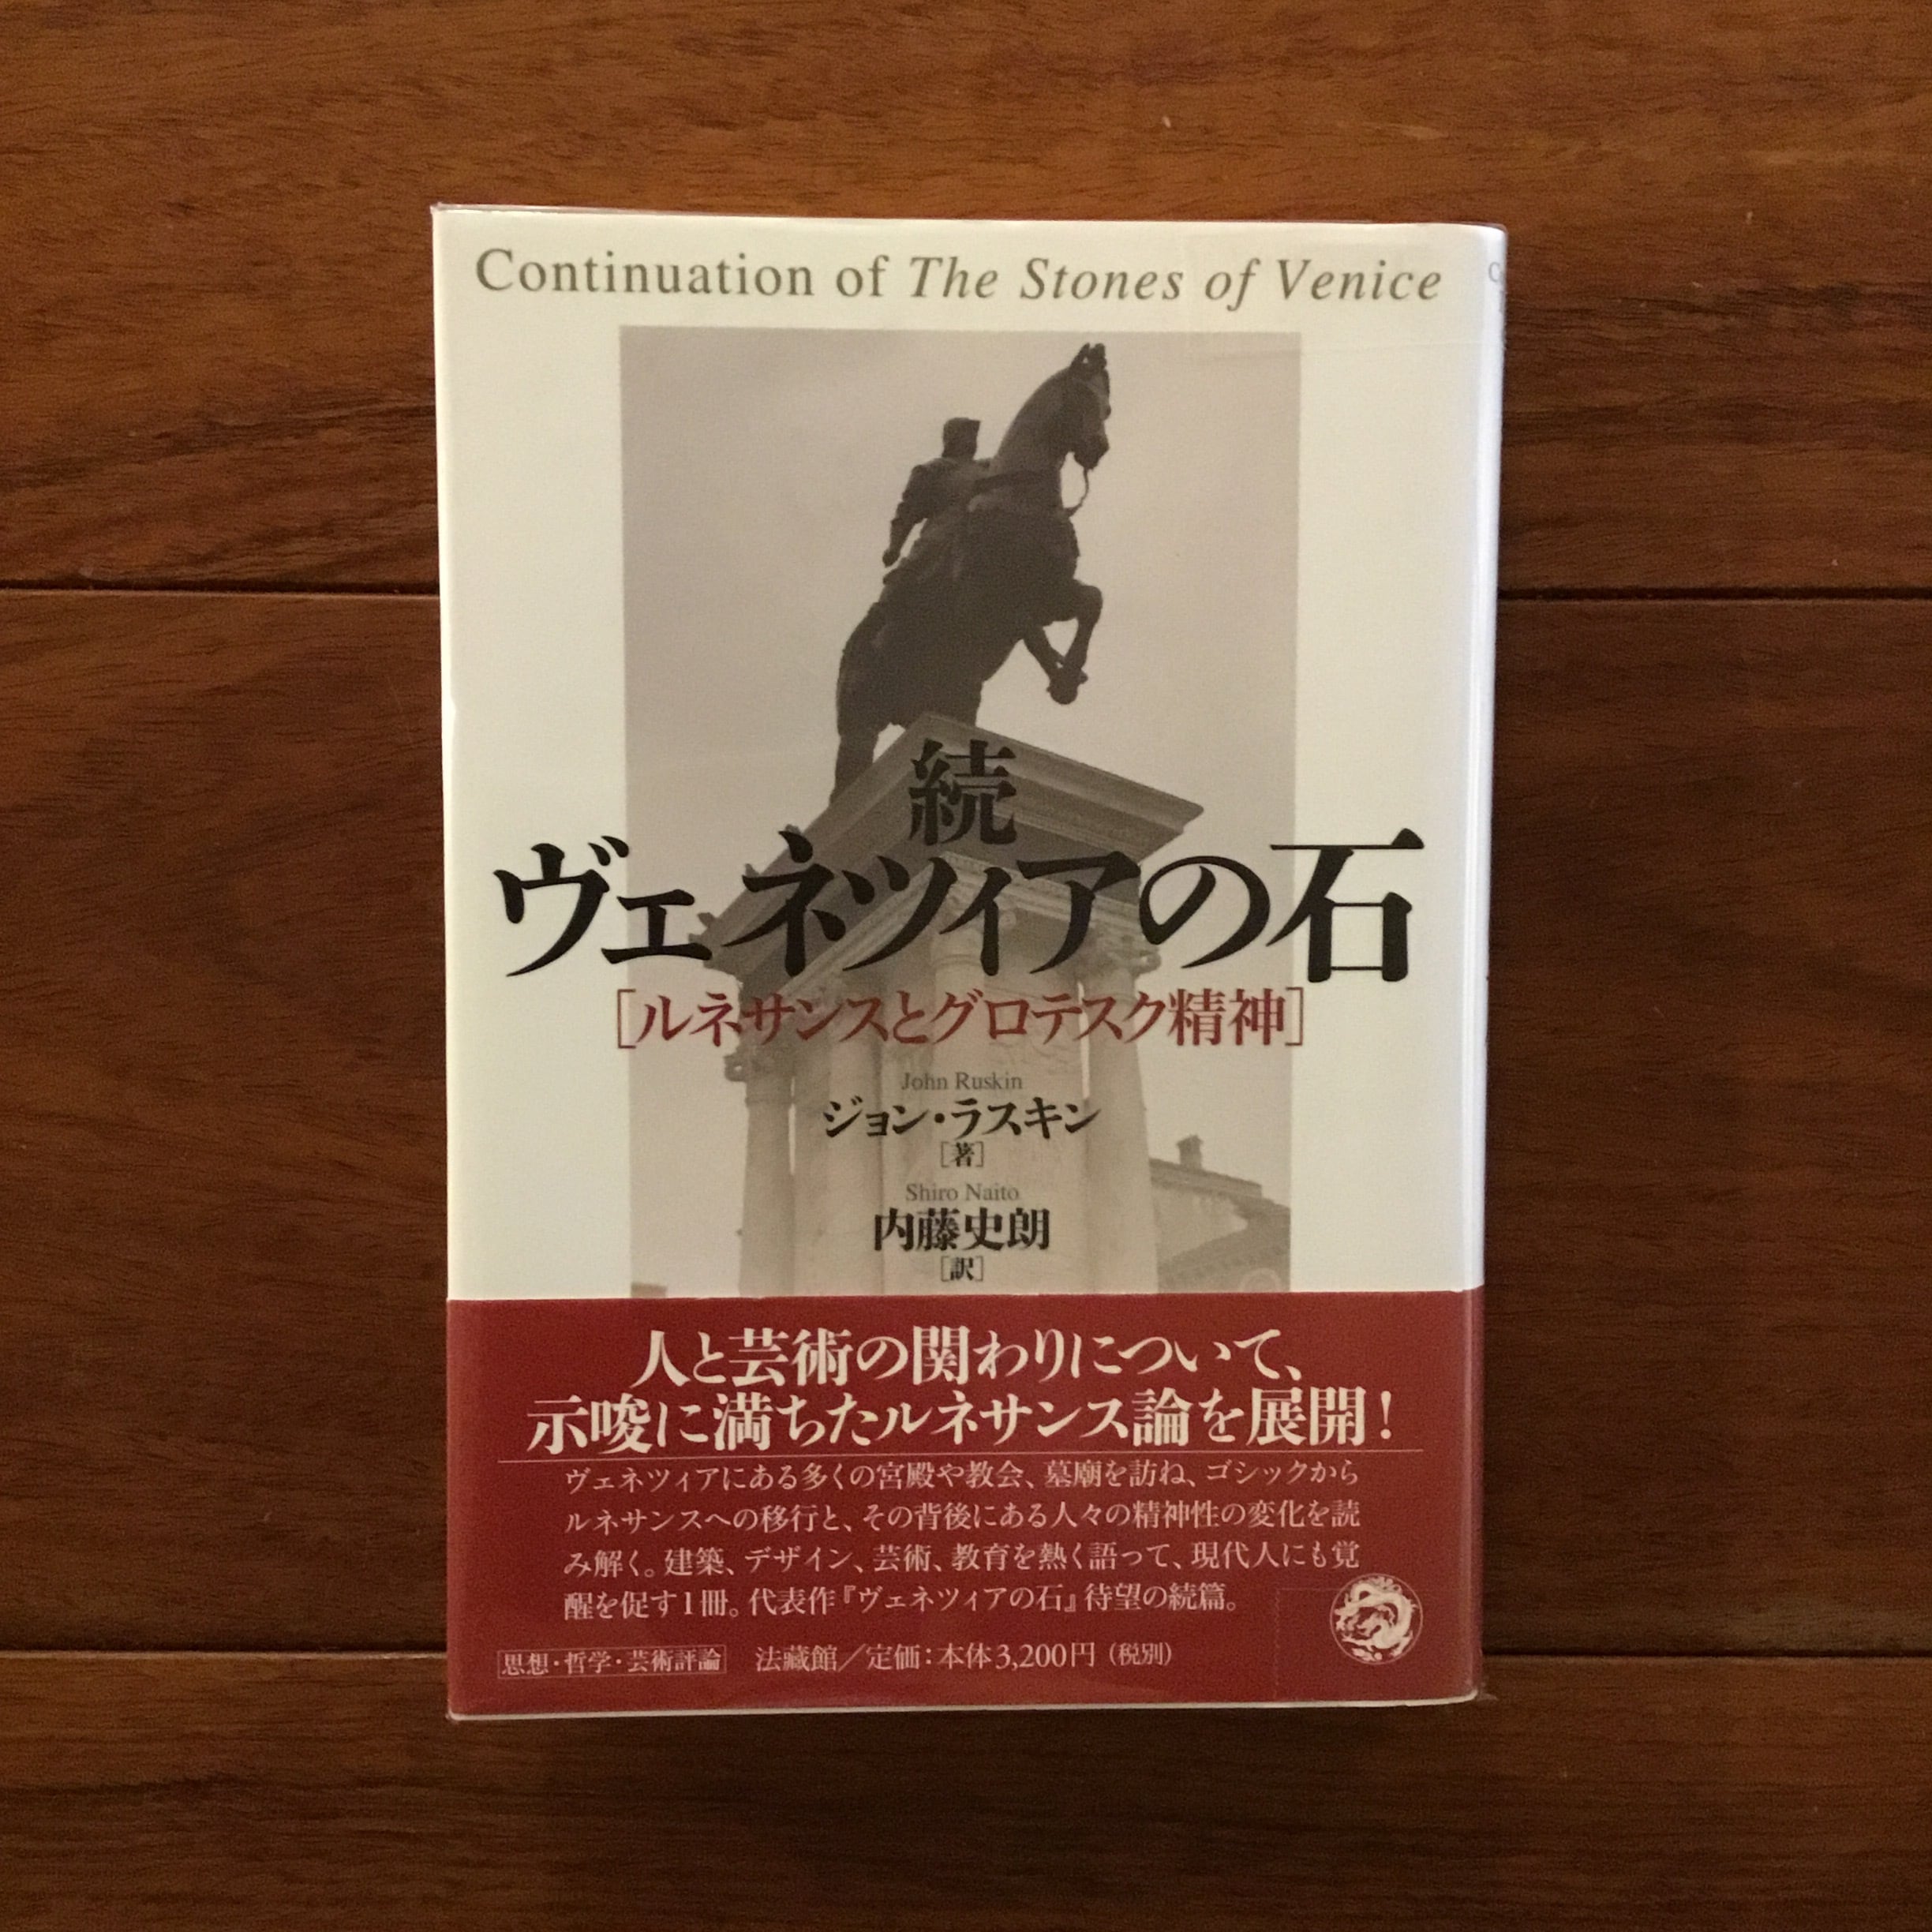 Continuation of The Stones of Venice
続
ヴェネツィアの石
[ルネサンスとグロテスク精神]
John Ruskin
ジョン・ラスキン
[著]
Shiro Naito
内藤史朗
[訳]
人と芸術の関わりについて、
示唆に満ちたルネサンス論を展開!
ヴェネツィアにある多くの宮殿や教会、墓廟を訪ね、ゴシックから
ルネサンスへの移行と、その背後にある人々の精神性の変化を読
み解く。建築、デザイン、芸術、教育を熱く語って、現代人にも覚
醒を促す1冊。代表作『ヴェネツィアの石』待望の続篇。
思想・哲学・芸術評論 法藏館/定価:本体3,200円(税別)